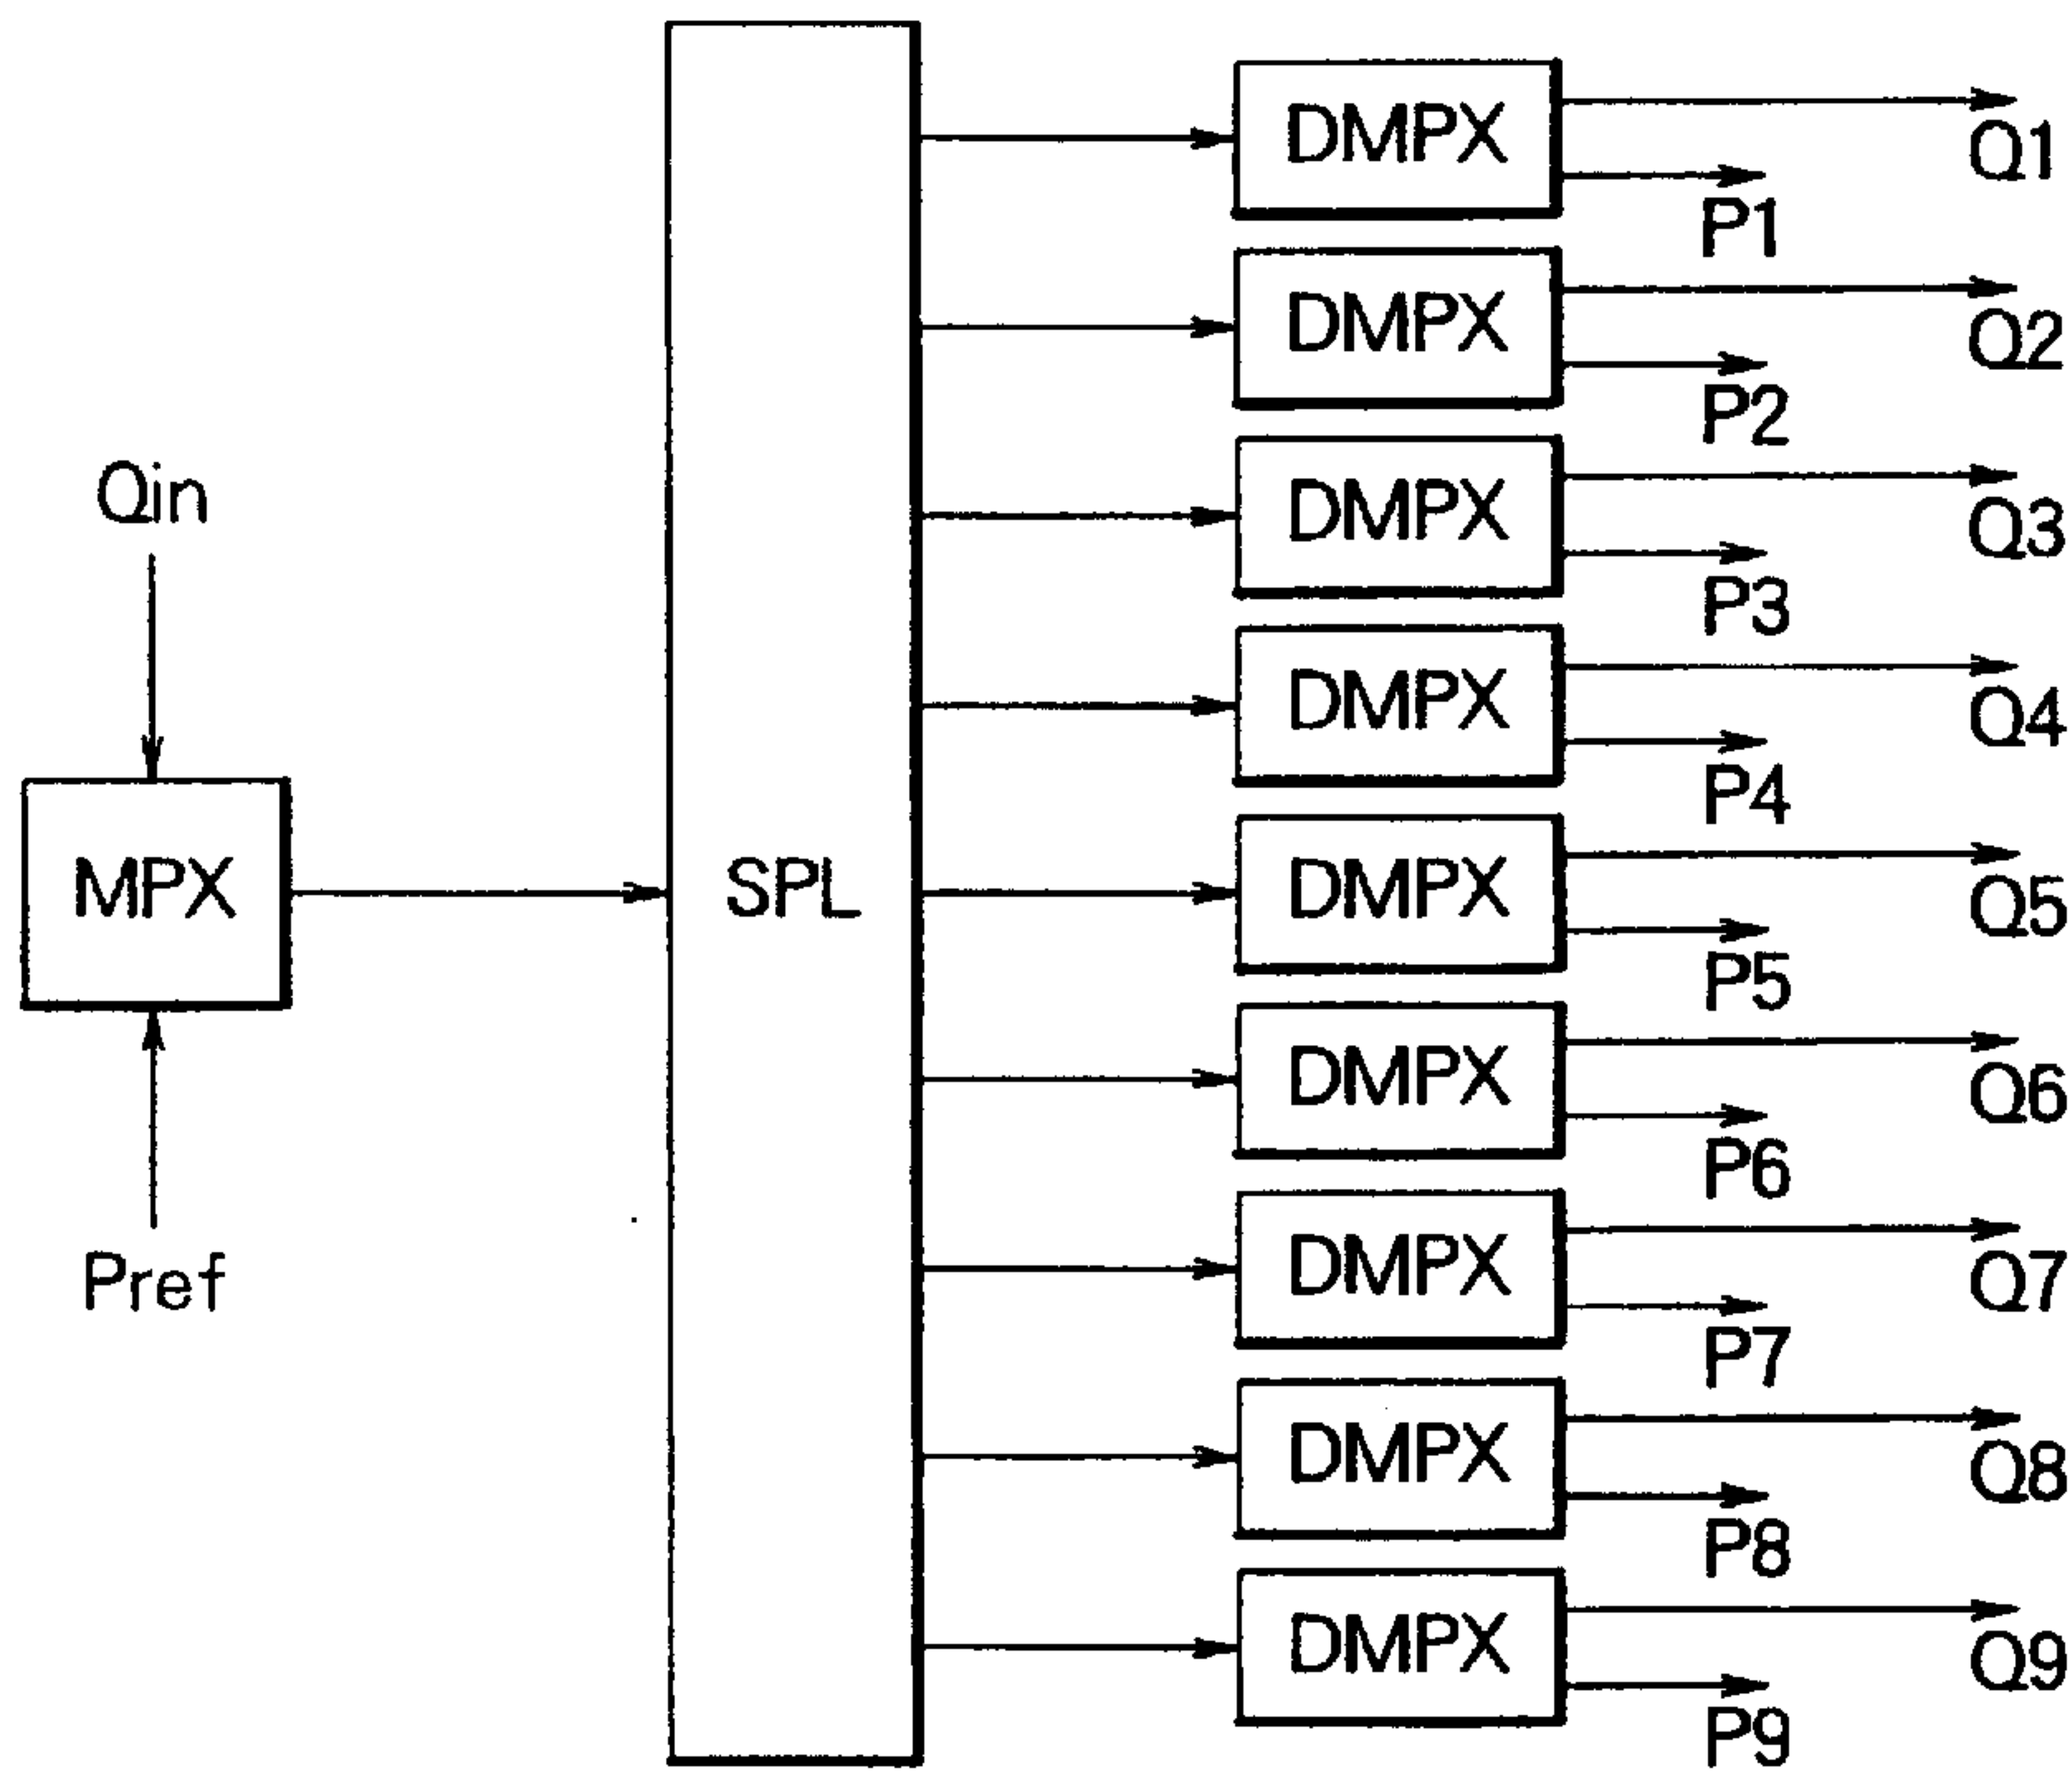 Qin
MPX
Pref
SPL
DMPX
Q1
P1
DMPX
Q2
P2
DMPX
Q3
P3
DMPX
Q4
P4
DMPX
Q5
P5
DMPX
Q6
P6
DMPX
Q7
P7
DMPX
Q8
P8
DMPX
Q9
P9